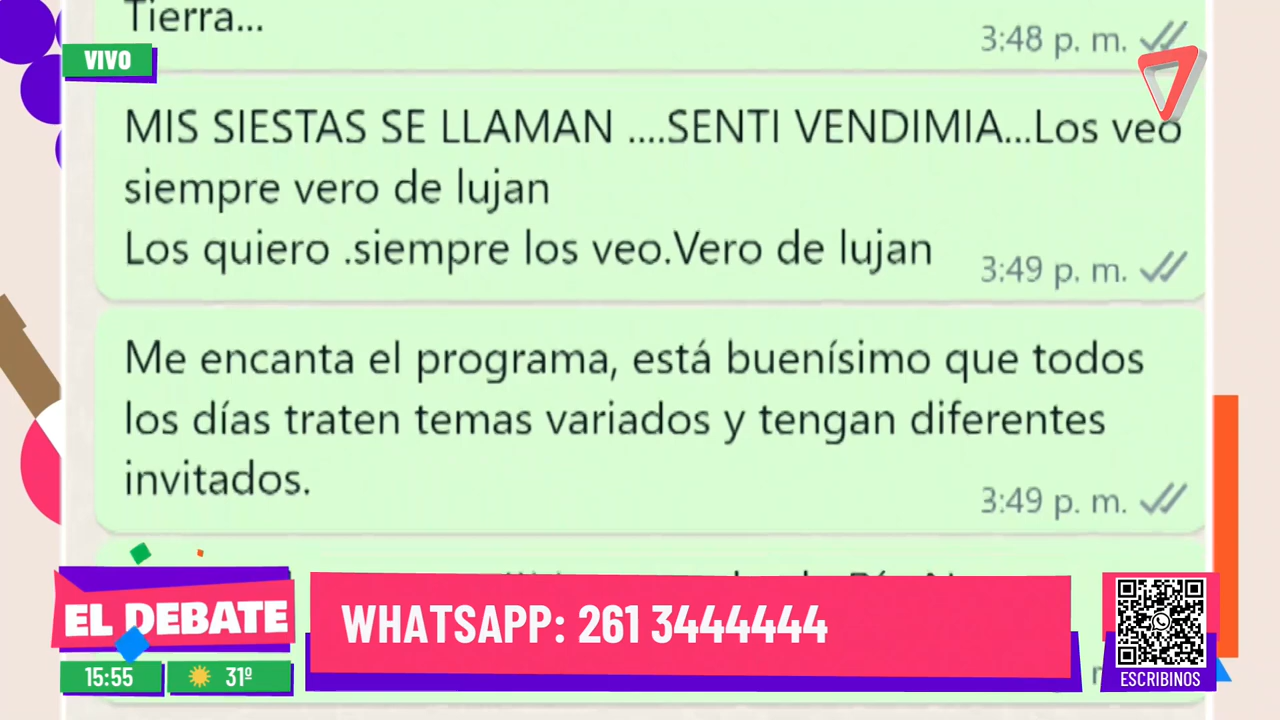 Tierra...
3:48 p. m.
VIVO
MIS SIESTAS SE LLAMAN ....SENTI VENDIMIA...Los veo
siempre vero de lujan
Los quiero .siempre los veo.Vero de lujan
3:49 p. m.
Me encanta el programa, está buenísimo que todos
los días traten temas variados y tengan diferentes
invitados.
3:49 p. m.
EL DEBATE
WHATSAPP: 261 3444444
15:55
31º
ESCRIBINOS